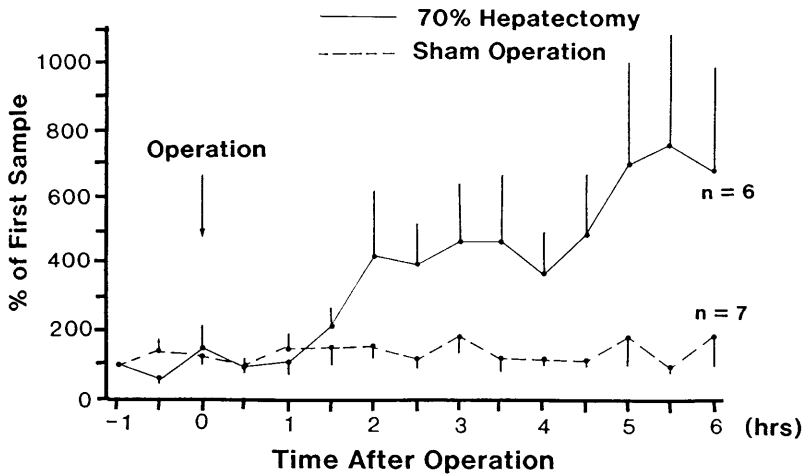 70% Hepatectomy
Sham Operation
% of First Sample
1000
800
600
400
200
0
Operation
n = 6
n = 7
-1 0 1 2 3 4 5 6 (hrs)
Time After Operation